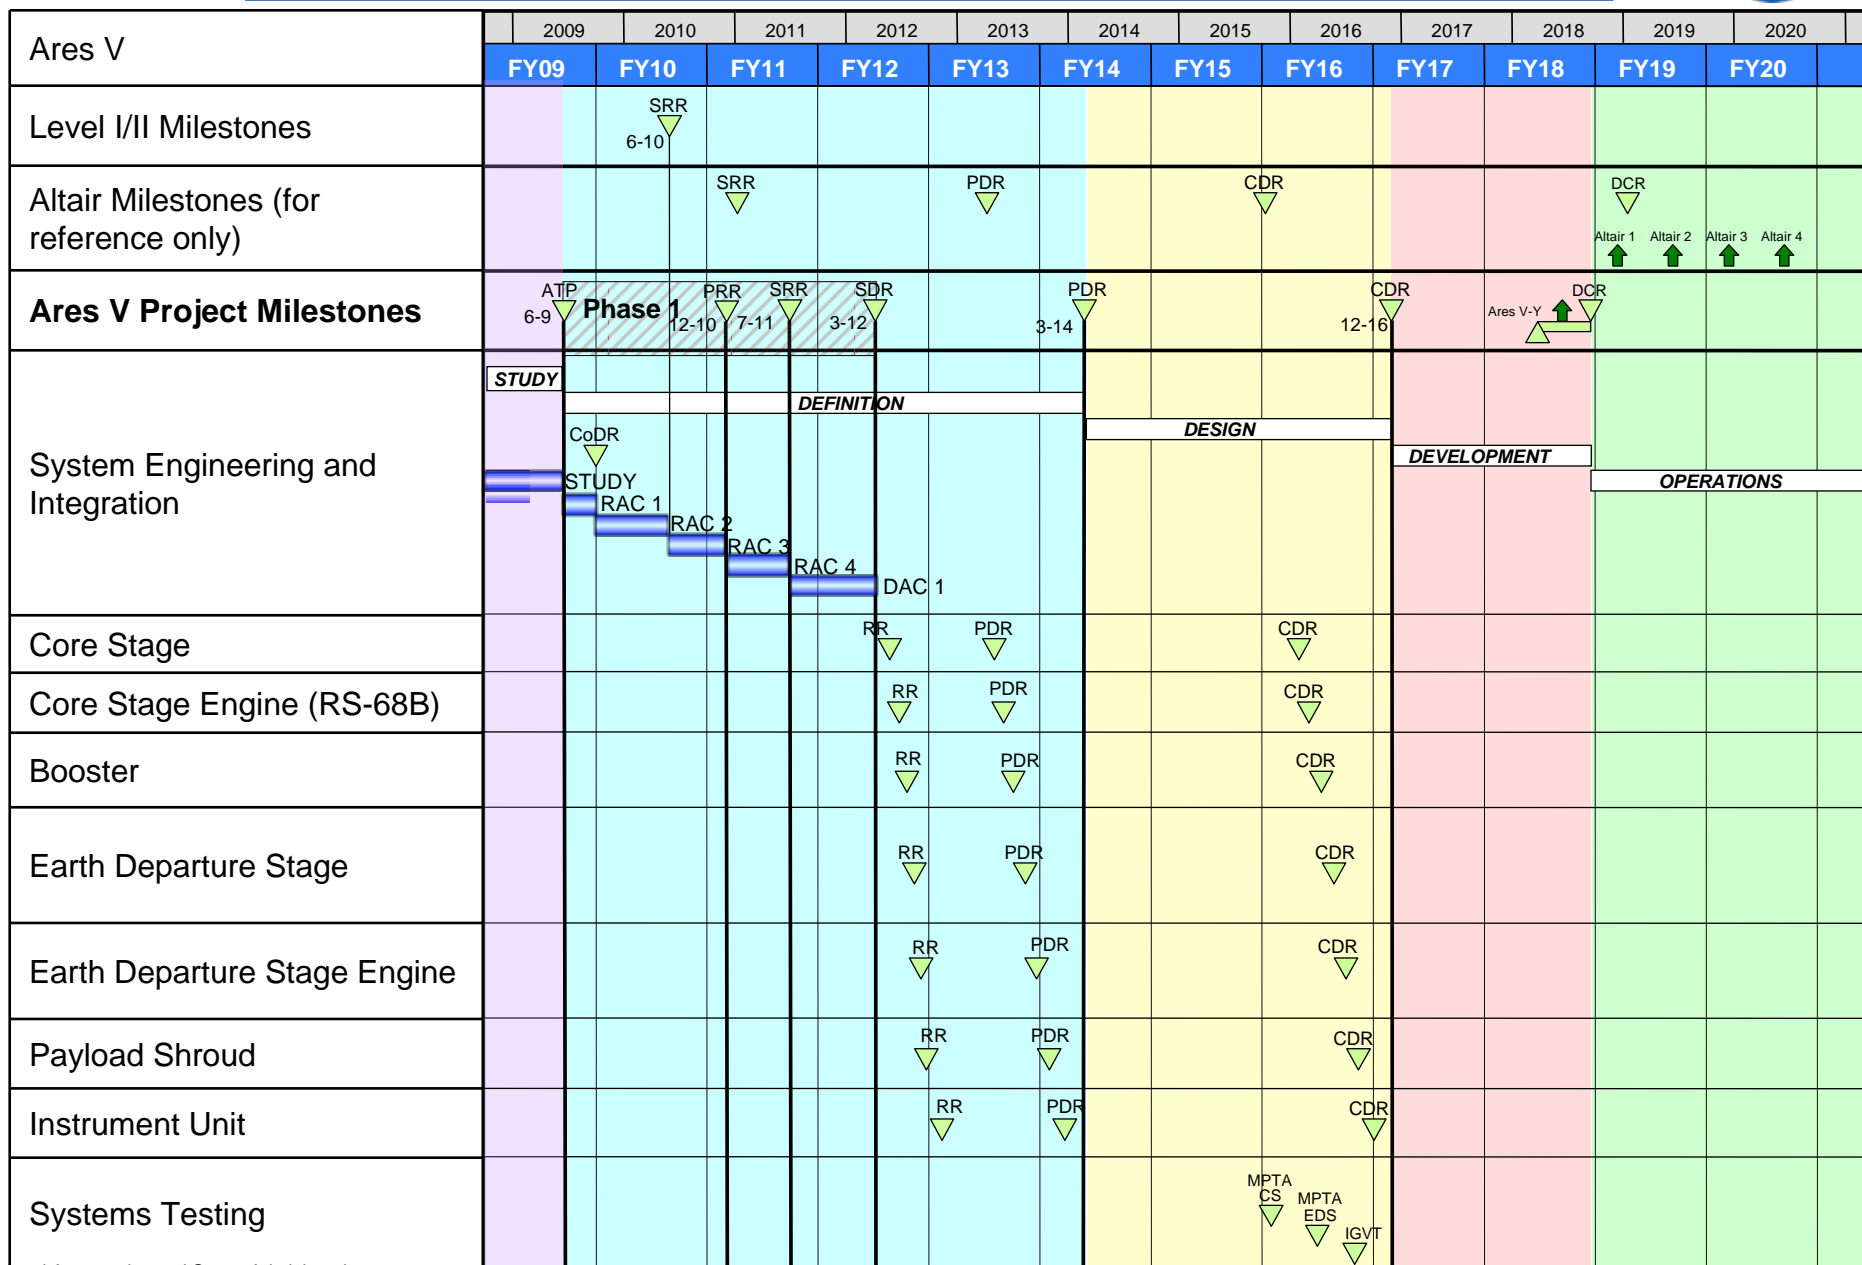 Ares V
2009 2010 2011 2012 2013 2014 2015 2016 2017 2018 2019 2020
FY09 FY10 FY11 FY12 FY13 FY14 FY15 FY16 FY17 FY18 FY19 FY20
Level I/II Milestones
SRR
6-10
Altair Milestones (for
reference only)
SRR PDR CDR DCR
Altair 1 Altair 2 Altair 3 Altair 4
Ares V Project Milestones
ATP PRR SRR SDR PDR CDR DCR
6-9 Phase 1 12-10 7-11 3-12 3-14 12-16 Ares V-Y
System Engineering and
Integration
STUDY
DEFINITION
DESIGN
DEVELOPMENT
OPERATIONS
CoDR
STUDY
RAC 1
RAC 2
RAC 3
RAC 4
DAC 1
Core Stage
RR PDR CDR
Core Stage Engine (RS-68B)
RR PDR CDR
Booster
RR PDR CDR
Earth Departure Stage
RR PDR CDR
Earth Departure Stage Engine
RR PDR CDR
Payload Shroud
RR PDR CDR
Instrument Unit
RR PDR CDR
Systems Testing
MPTA
CS
MPTA
EDS
IGVT